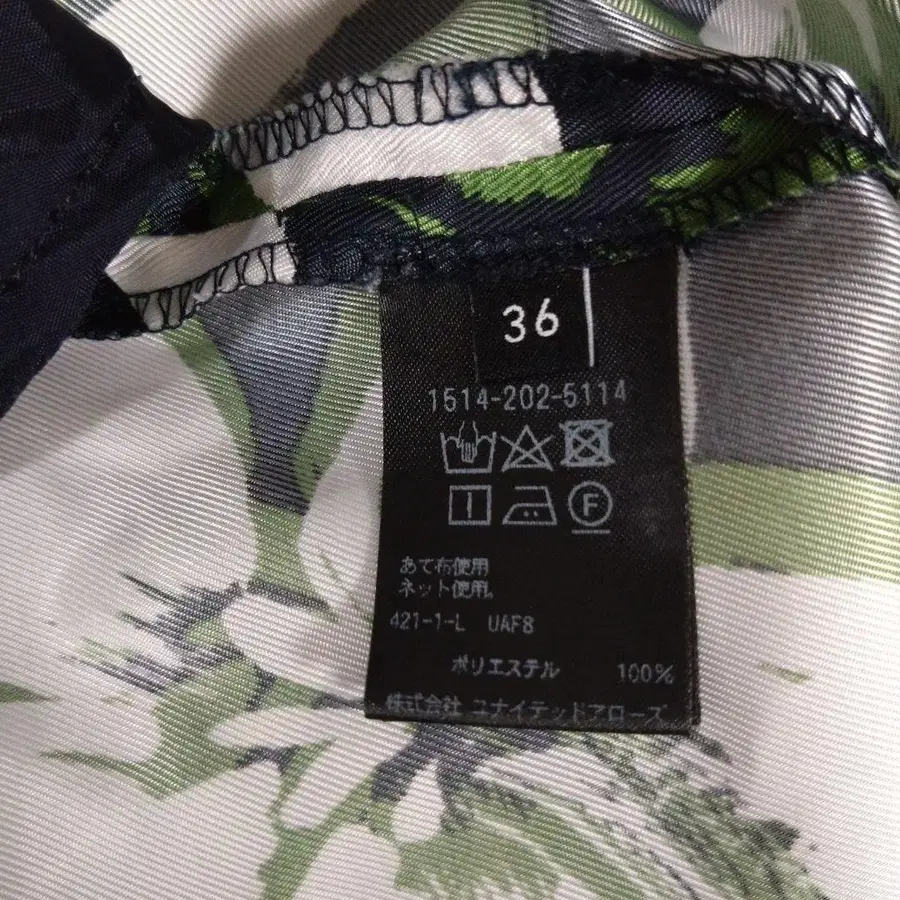 36
1514-202-5114
F
あて布使用
ネット使用。
421-1-L UAF8
ポリエステル 100%
株式会社 ユナイテッドアローズ